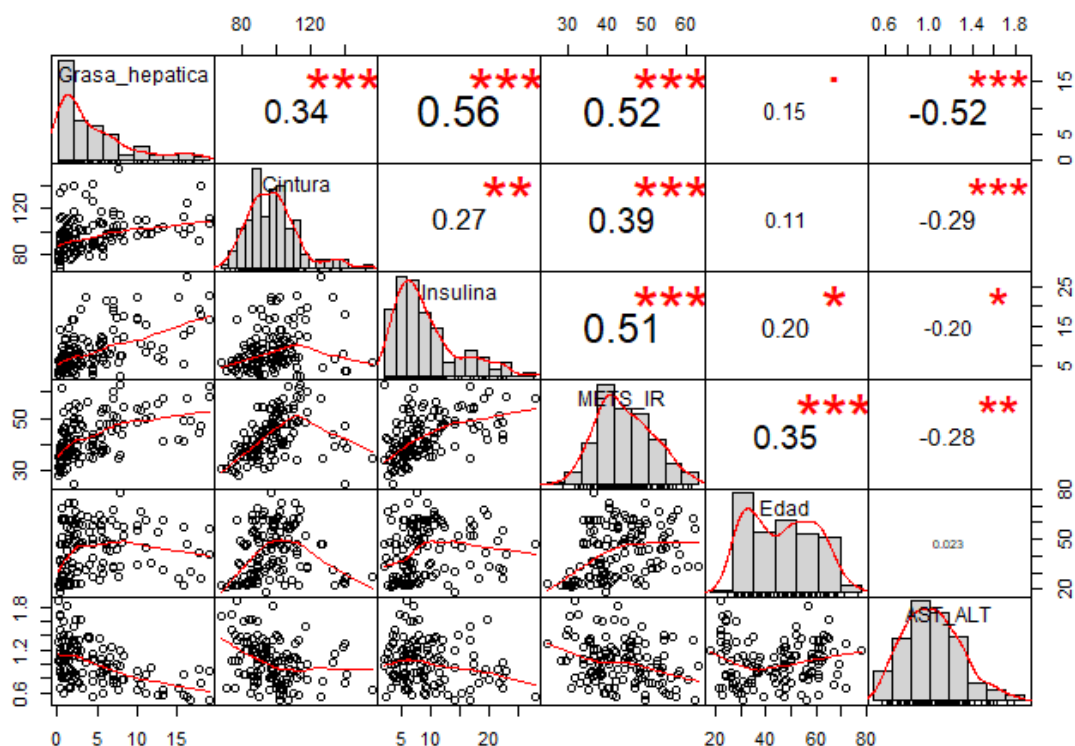 80 120 30 40 50 60 0.6 1.0 1.4 1.8
Grasa_hepatica *** 0.34 *** 0.56 *** 0.52 . 0.15 *** -0.52 0 5 10 15
80 120 Cintura ** 0.27 *** 0.39 0.11 *** -0.29
Insulina *** 0.51 * 0.20 * -0.20 5 15 25
30 50 METS_IR *** 0.35 ** -0.28
Edad 0.023 20 50 80
0.6 1.2 1.8 AST_ALT
0 5 10 15 5 10 20 20 40 60 80